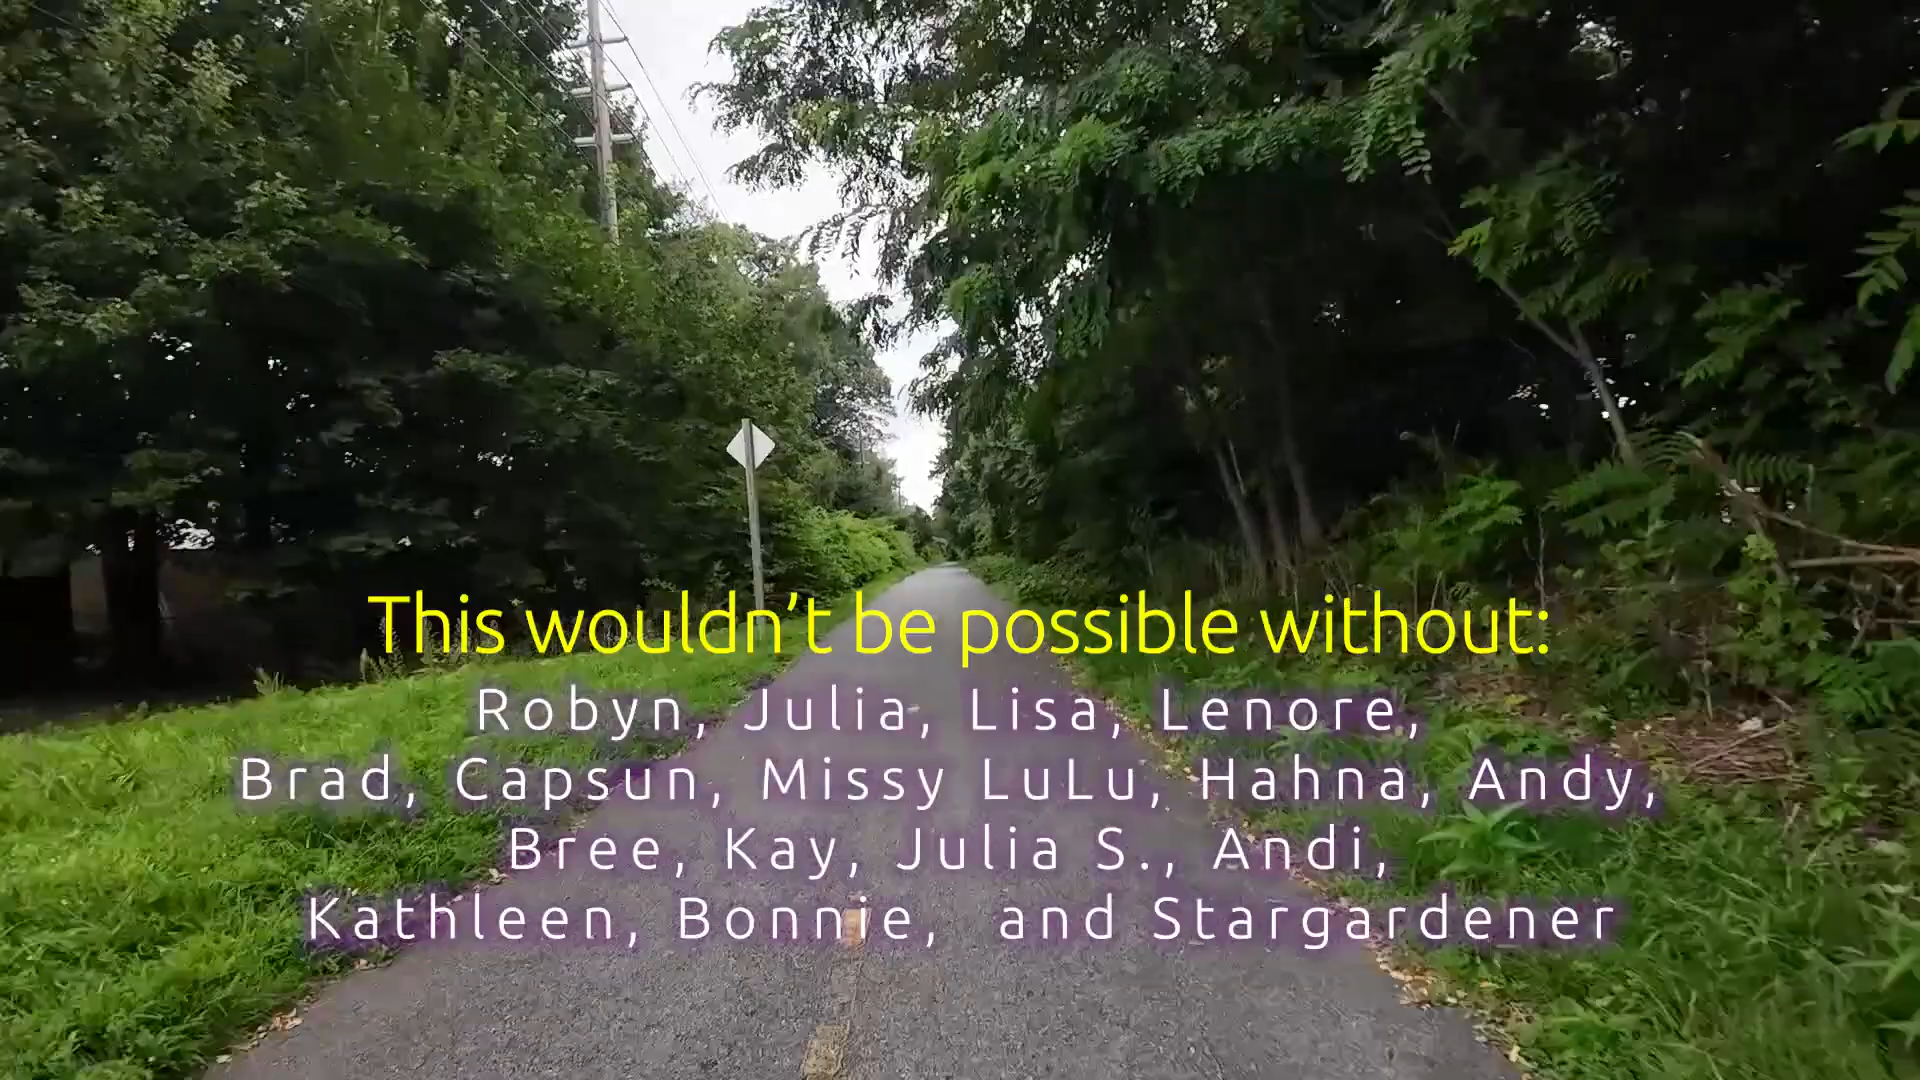 This wouldn’t be possible without:
Robyn, Julia, Lisa, Lenore,
Brad, Capsun, Missy LuLu, Hahna, Andy,
Bree, Kay, Julia S., Andi,
Kathleen, Bonnie, and Stargardener